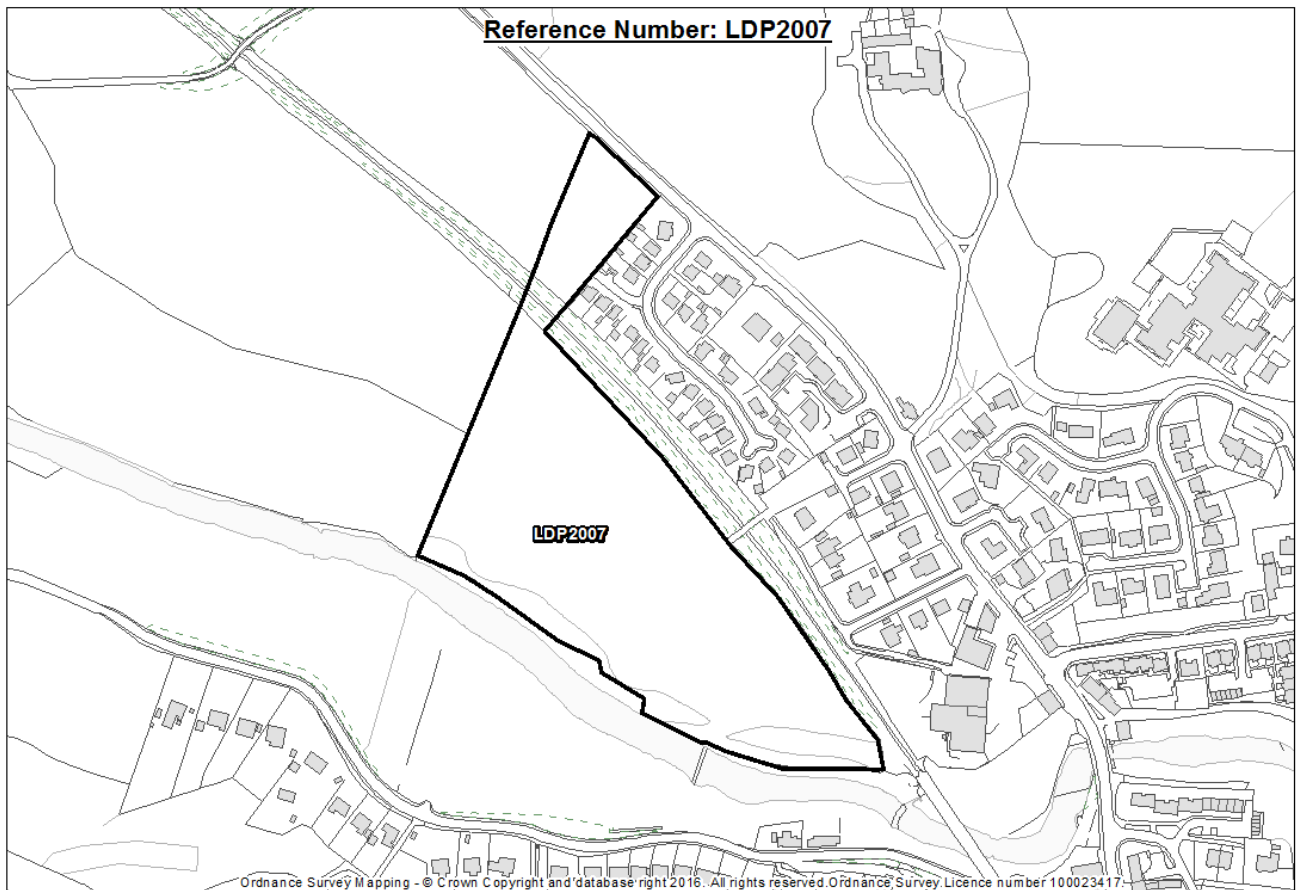 Reference Number: LDP2007
LDP2007
Ordnance Survey Mapping - © Crown Copyright and database right 2016. All rights reserved.Ordnance Survey.Licence number 100023417.